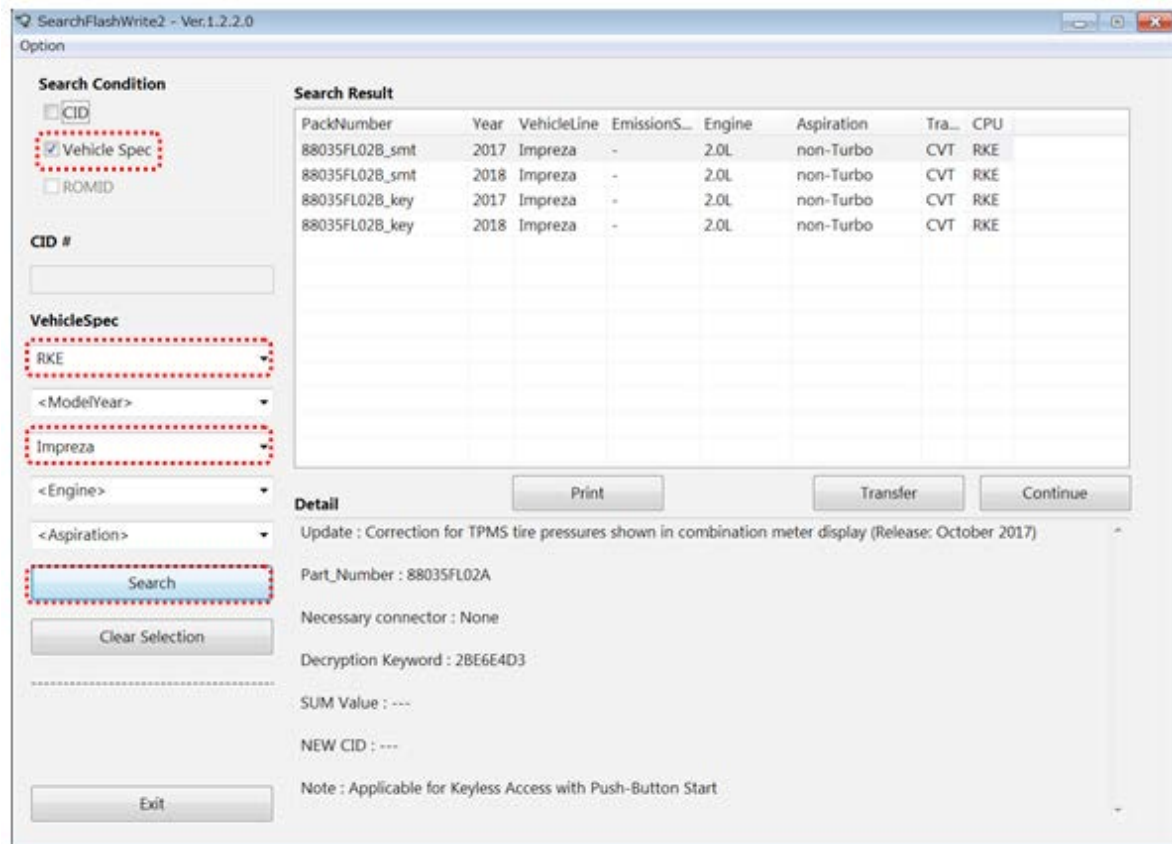 SearchFlashWrite2 - Ver.1.2.2.0
Option
Search Condition
CID
Vehicle Spec
ROMID
CID #
VehicleSpec
RKE
<ModelYear>
Impreza
<Engine>
<Aspiration>
Search
Clear Selection
Exit
Search Result
PackNumber Year VehicleLine EmissionS... Engine Aspiration Tra... CPU
88035FL02B_smt 2017 Impreza - 2.0L non-Turbo CVT RKE
88035FL02B_smt 2018 Impreza - 2.0L non-Turbo CVT RKE
88035FL02B_key 2017 Impreza - 2.0L non-Turbo CVT RKE
88035FL02B_key 2018 Impreza - 2.0L non-Turbo CVT RKE
Print Transfer Continue
Detail
Update : Correction for TPMS tire pressures shown in combination meter display (Release: October 2017)
Part_Number : 88035FL02A
Necessary connector : None
Decryption Keyword : 2BE6E4D3
SUM Value : ---
NEW CID : ---
Note : Applicable for Keyless Access with Push-Button Start